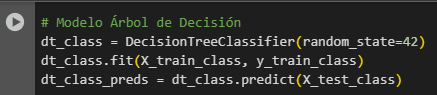 # Modelo Árbol de Decisión
dt_class = DecisionTreeClassifier(random_state=42)
dt_class.fit(X_train_class, y_train_class)
dt_class_preds = dt_class.predict(X_test_class)